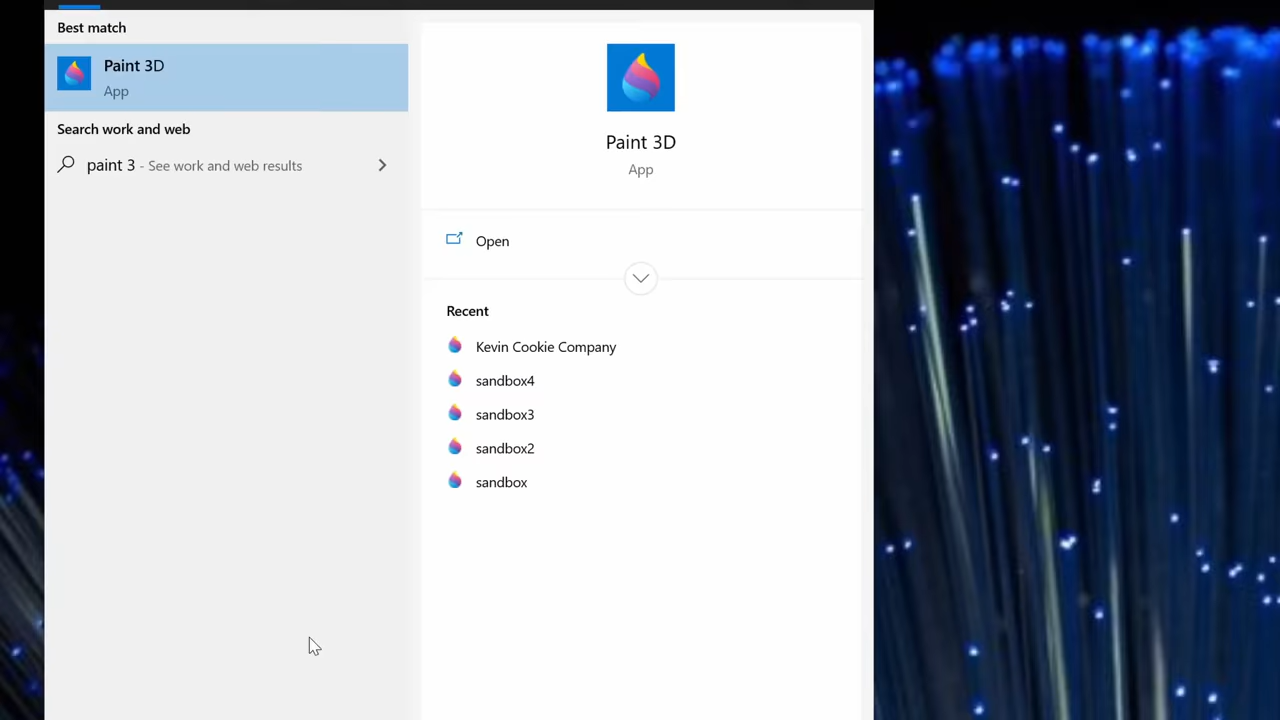 Best match
Paint 3D
App
Search work and web
paint 3 - See work and web results
Paint 3D
App
Open
Recent
Kevin Cookie Company
sandbox4
sandbox3
sandbox2
sandbox